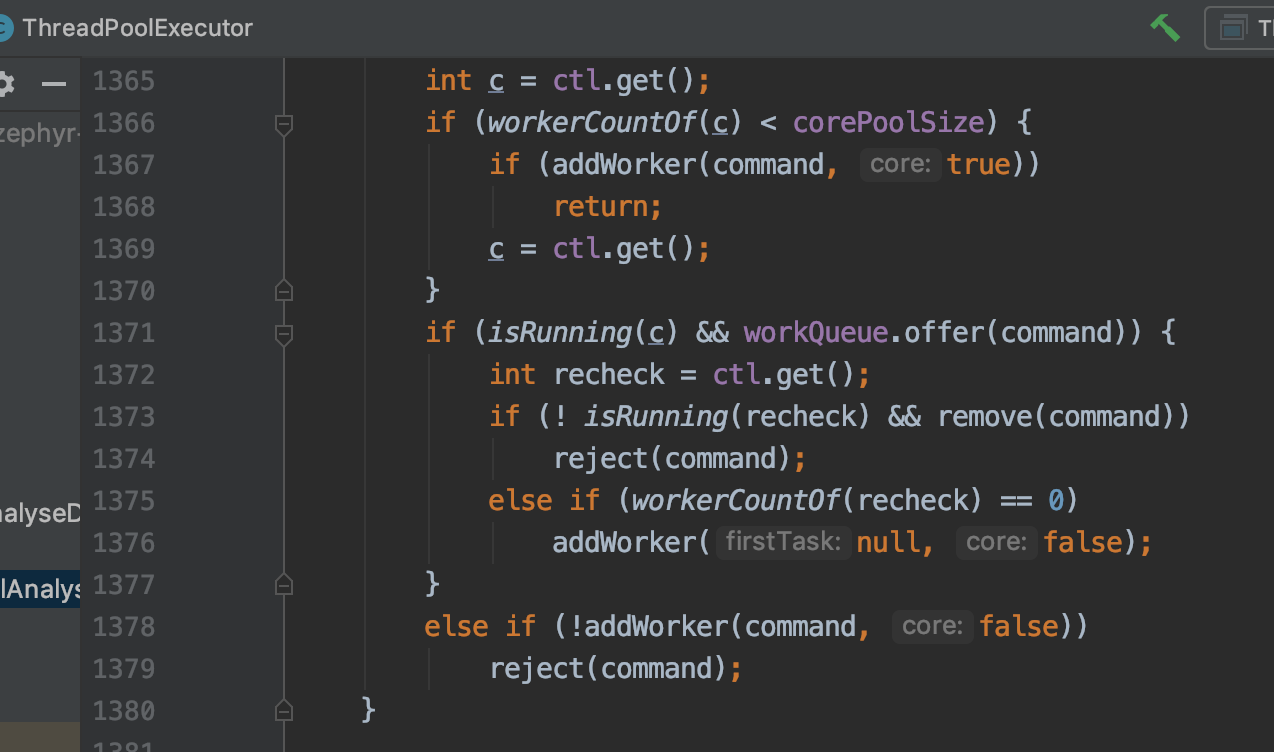 ThreadPoolExecutor
1365 int c = ctl.get();
zephyr-
1366 if (workerCountOf(c) < corePoolSize) {
1367 if (addWorker(command, core: true))
1368 return;
1369 c = ctl.get();
1370 }
1371 if (isRunning(c) && workQueue.offer(command)) {
1372 int recheck = ctl.get();
1373 if (! isRunning(recheck) && remove(command))
1374 reject(command);
nalyseD
1375 else if (workerCountOf(recheck) == 0)
1376 addWorker( firstTask: null, core: false);
lAnalys
1377 }
1378 else if (!addWorker(command, core: false))
1379 reject(command);
1380 }
1381